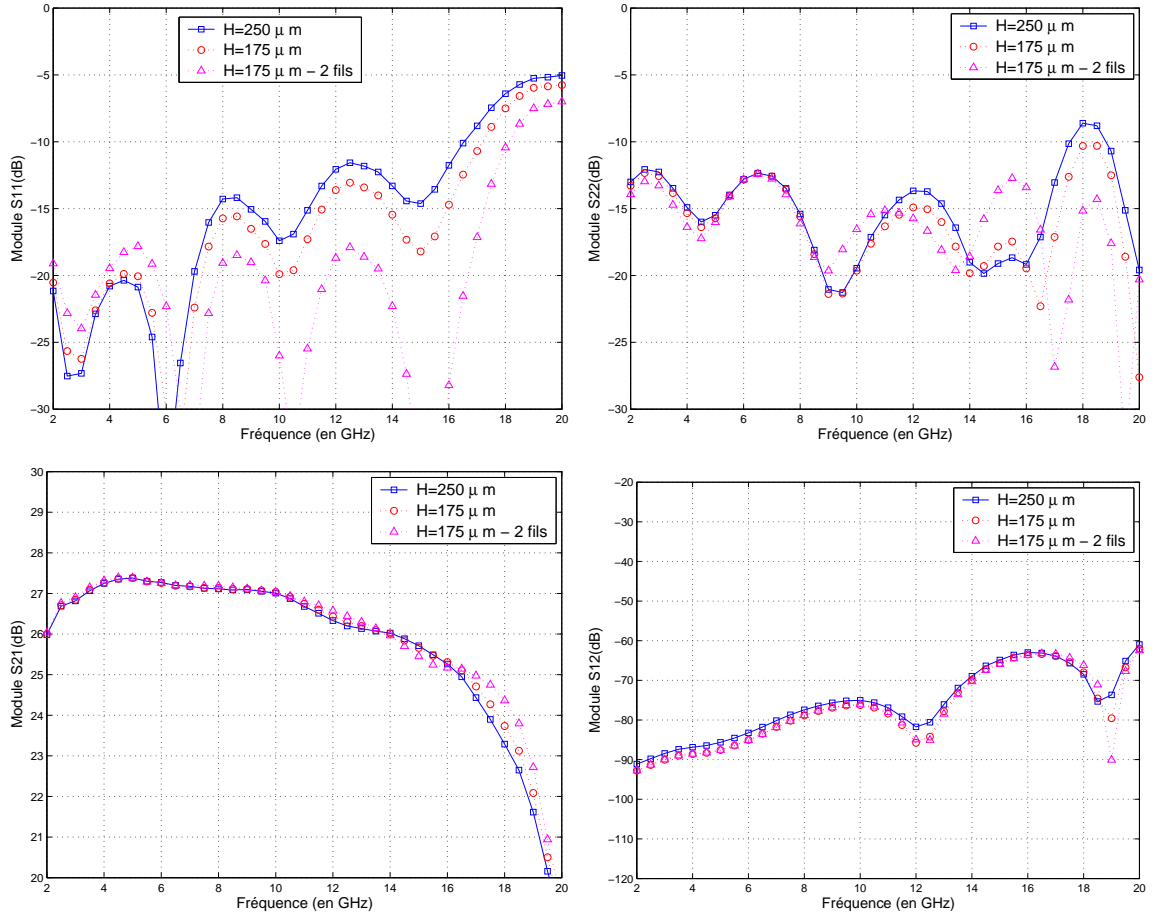 H=250 μ m
H=175 μ m
H=175 μ m − 2 fils
Module S11(dB)
0
−5
−10
−15
−20
−25
−30
2 4 6 8 10 12 14 16 18 20
Fréquence (en GHz)
H=250 μ m
H=175 μ m
H=175 μ m − 2 fils
Module S22(dB)
0
−5
−10
−15
−20
−25
−30
2 4 6 8 10 12 14 16 18 20
Fréquence (en GHz)
H=250 μ m
H=175 μ m
H=175 μ m − 2 fils
Module S21(dB)
30
29
28
27
26
25
24
23
22
21
20
2 4 6 8 10 12 14 16 18 20
Fréquence (en GHz)
H=250 μ m
H=175 μ m
H=175 μ m − 2 fils
Module S12(dB)
−20
−30
−40
−50
−60
−70
−80
−90
−100
−110
−120
2 4 6 8 10 12 14 16 18 20
Fréquence (en GHz)